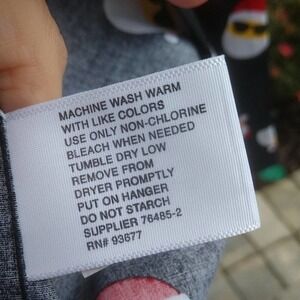 MACHINE WASH WARM
WITH LIKE COLORS
USE ONLY NON-CHLORINE
BLEACH WHEN NEEDED
TUMBLE DRY LOW
REMOVE FROM
DRYER PROMPTLY
PUT ON HANGER
DO NOT STARCH
SUPPLIER 76485-2
RN# 93677